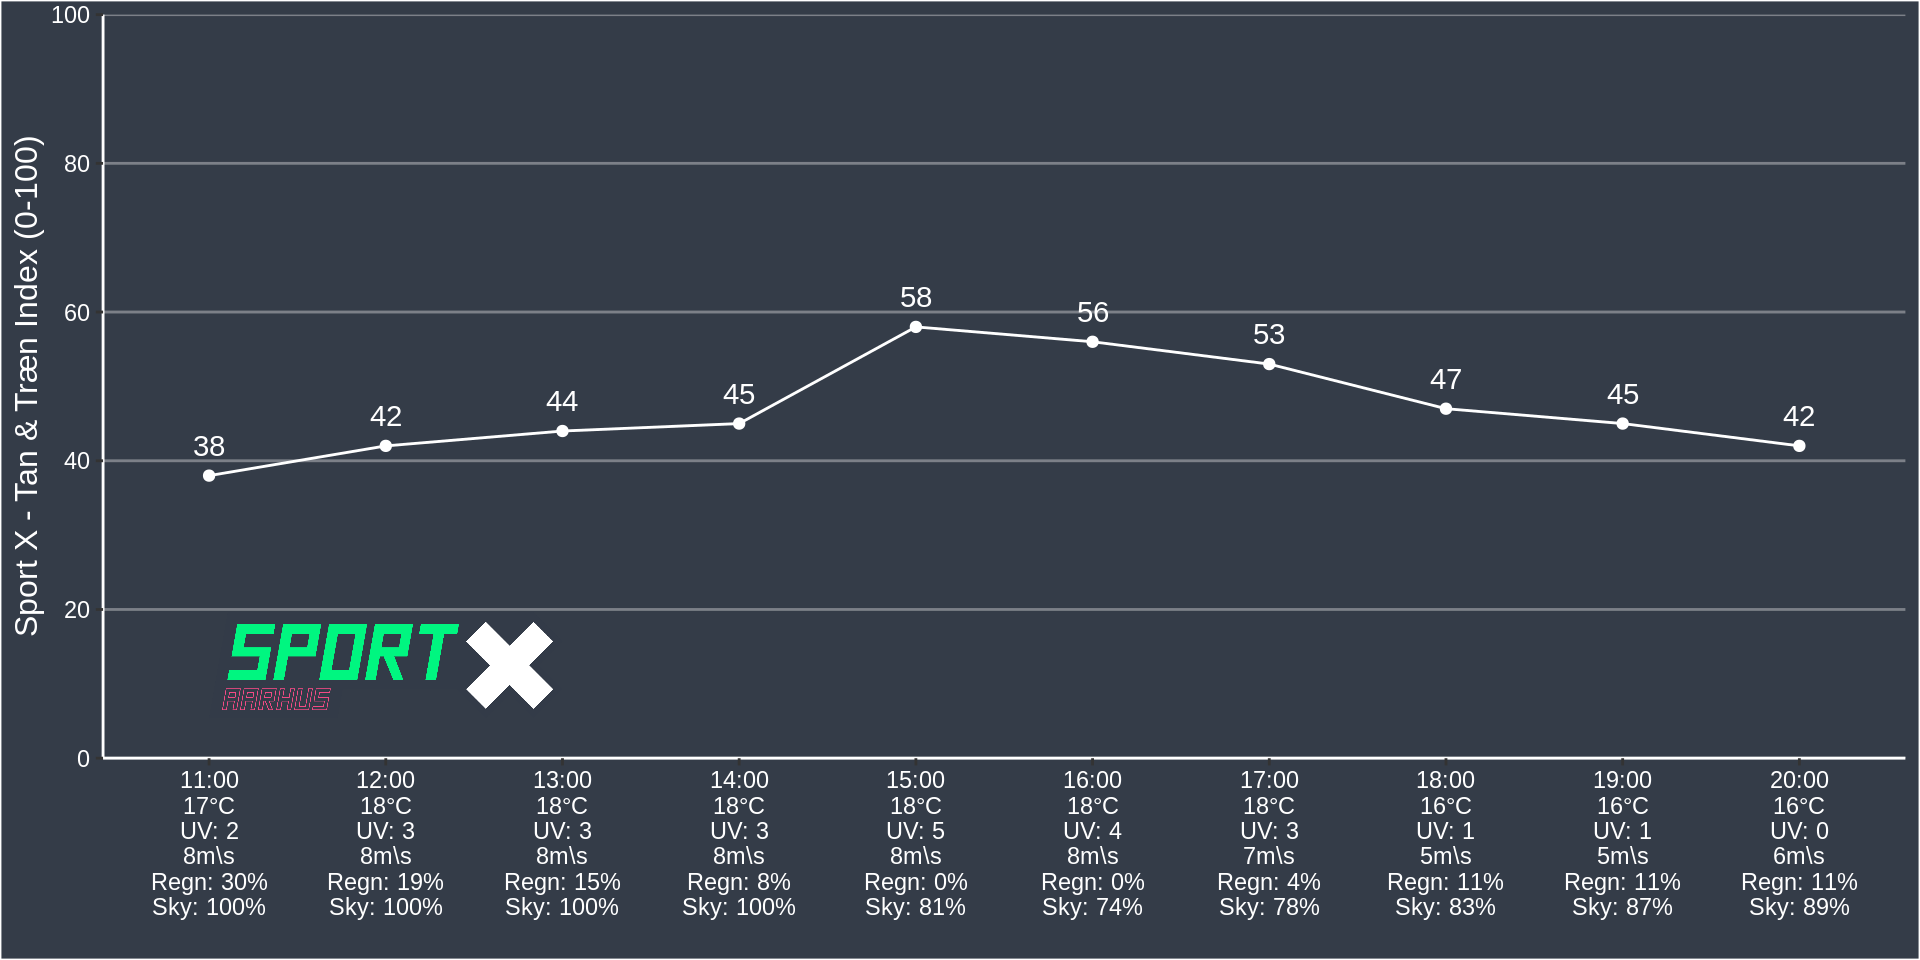 Sport X - Tan & Træn Index (0-100)
100
80
60
40
20
0
38
42
44
45
58
56
53
47
45
42
SPORT X
AARHUS
11:00 12:00 13:00 14:00 15:00 16:00 17:00 18:00 19:00 20:00
17°C 18°C 18°C 18°C 18°C 18°C 18°C 16°C 16°C 16°C
UV: 2 UV: 3 UV: 3 UV: 3 UV: 5 UV: 4 UV: 3 UV: 1 UV: 1 UV: 0
8m\s 8m\s 8m\s 8m\s 8m\s 8m\s 7m\s 5m\s 5m\s 6m\s
Regn: 30% Regn: 19% Regn: 15% Regn: 8% Regn: 0% Regn: 0% Regn: 4% Regn: 11% Regn: 11% Regn: 11%
Sky: 100% Sky: 100% Sky: 100% Sky: 100% Sky: 81% Sky: 74% Sky: 78% Sky: 83% Sky: 87% Sky: 89%